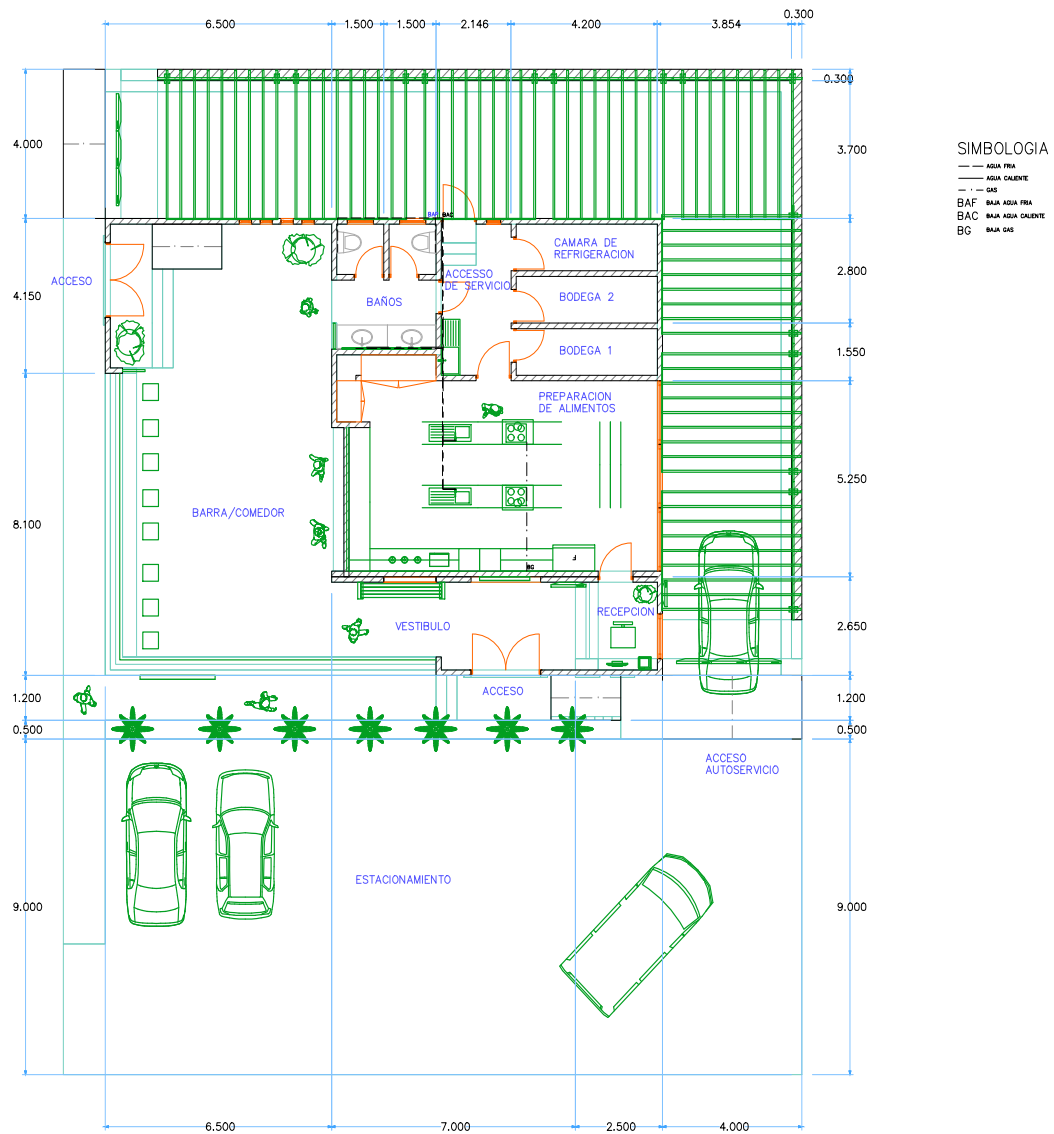 0.300
6.500
1.500
1.500
2.146
4.200
3.854
0.300
4.000
3.700
SIMBOLOGIA
AGUA FRIA
AGUA CALIENTE
GAS
BAF BAJA AGUA FRIA
BAC BAJA AGUA CALIENTE
BG BAJA GAS
BAF BAC
CAMARA DE
REFRIGERACION
ACCESO
ACCESSO
DE SERVICIO
2.800
4.150
BAÑOS
BODEGA 2
BODEGA 1
1.550
PREPARACION
DE ALIMENTOS
5.250
BARRA/COMEDOR
8.100
BG
RECEPCION
VESTIBULO
2.650
ACCESO
1.200
1.200
0.500
0.500
ACCESO
AUTOSERVICIO
ESTACIONAMIENTO
9.000
9.000
6.500
7.000
2.500
4.000